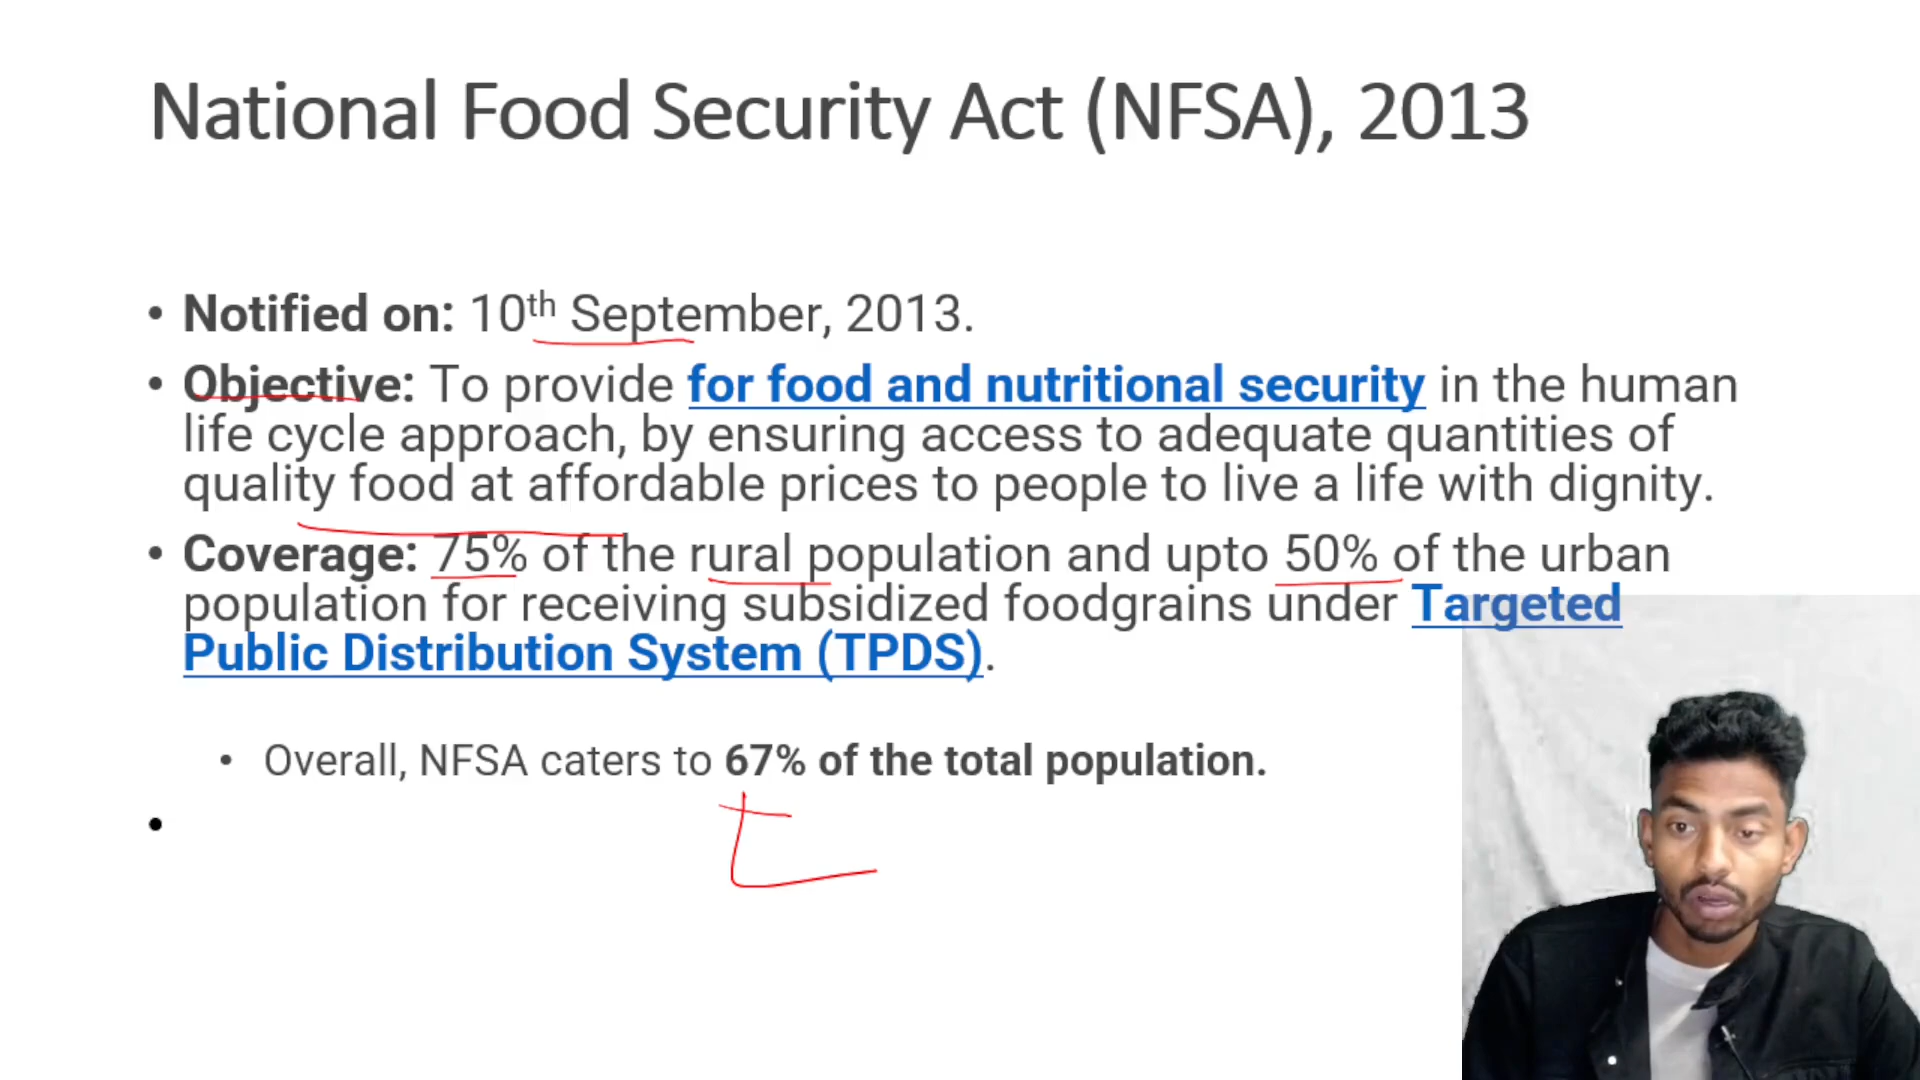 National Food Security Act (NFSA), 2013
• Notified on: 10th September, 2013.
• Objective: To provide for food and nutritional security in the human
life cycle approach, by ensuring access to adequate quantities of
quality food at affordable prices to people to live a life with dignity.
• Coverage: 75% of the rural population and upto 50% of the urban
population for receiving subsidized foodgrains under Targeted
Public Distribution System (TPDS).
• Overall, NFSA caters to 67% of the total population.